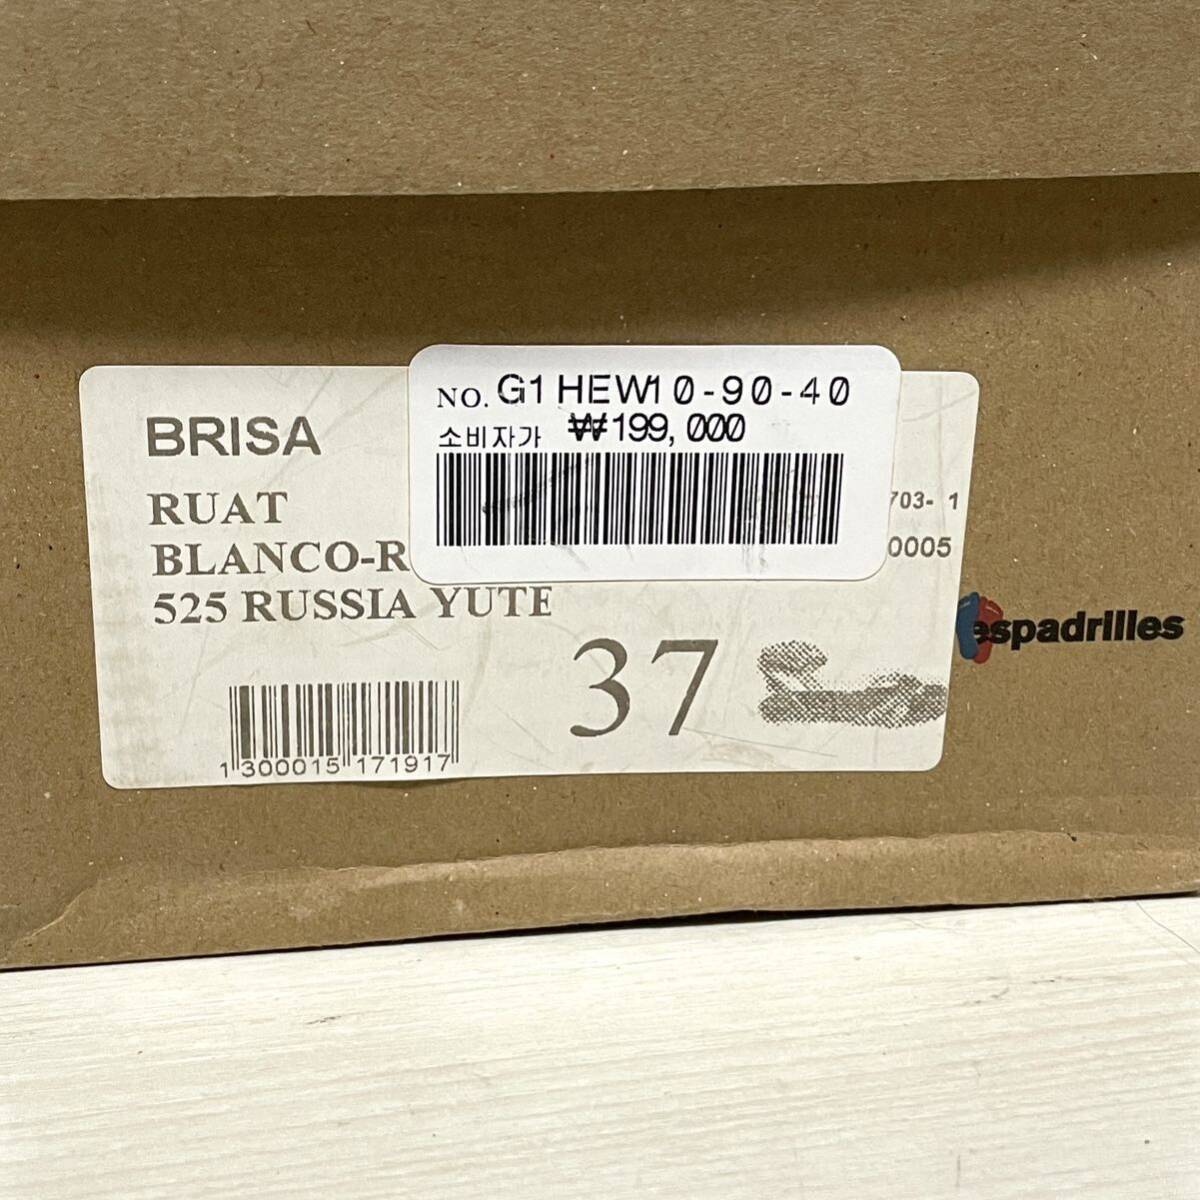 NO. G1HEW10-90-40
소비자가 ₩199,000
BRISA
RUAT
703- 1
BLANCO-R
0005
525 RUSSIA YUTE
espadrilles
37
1 300015 171917